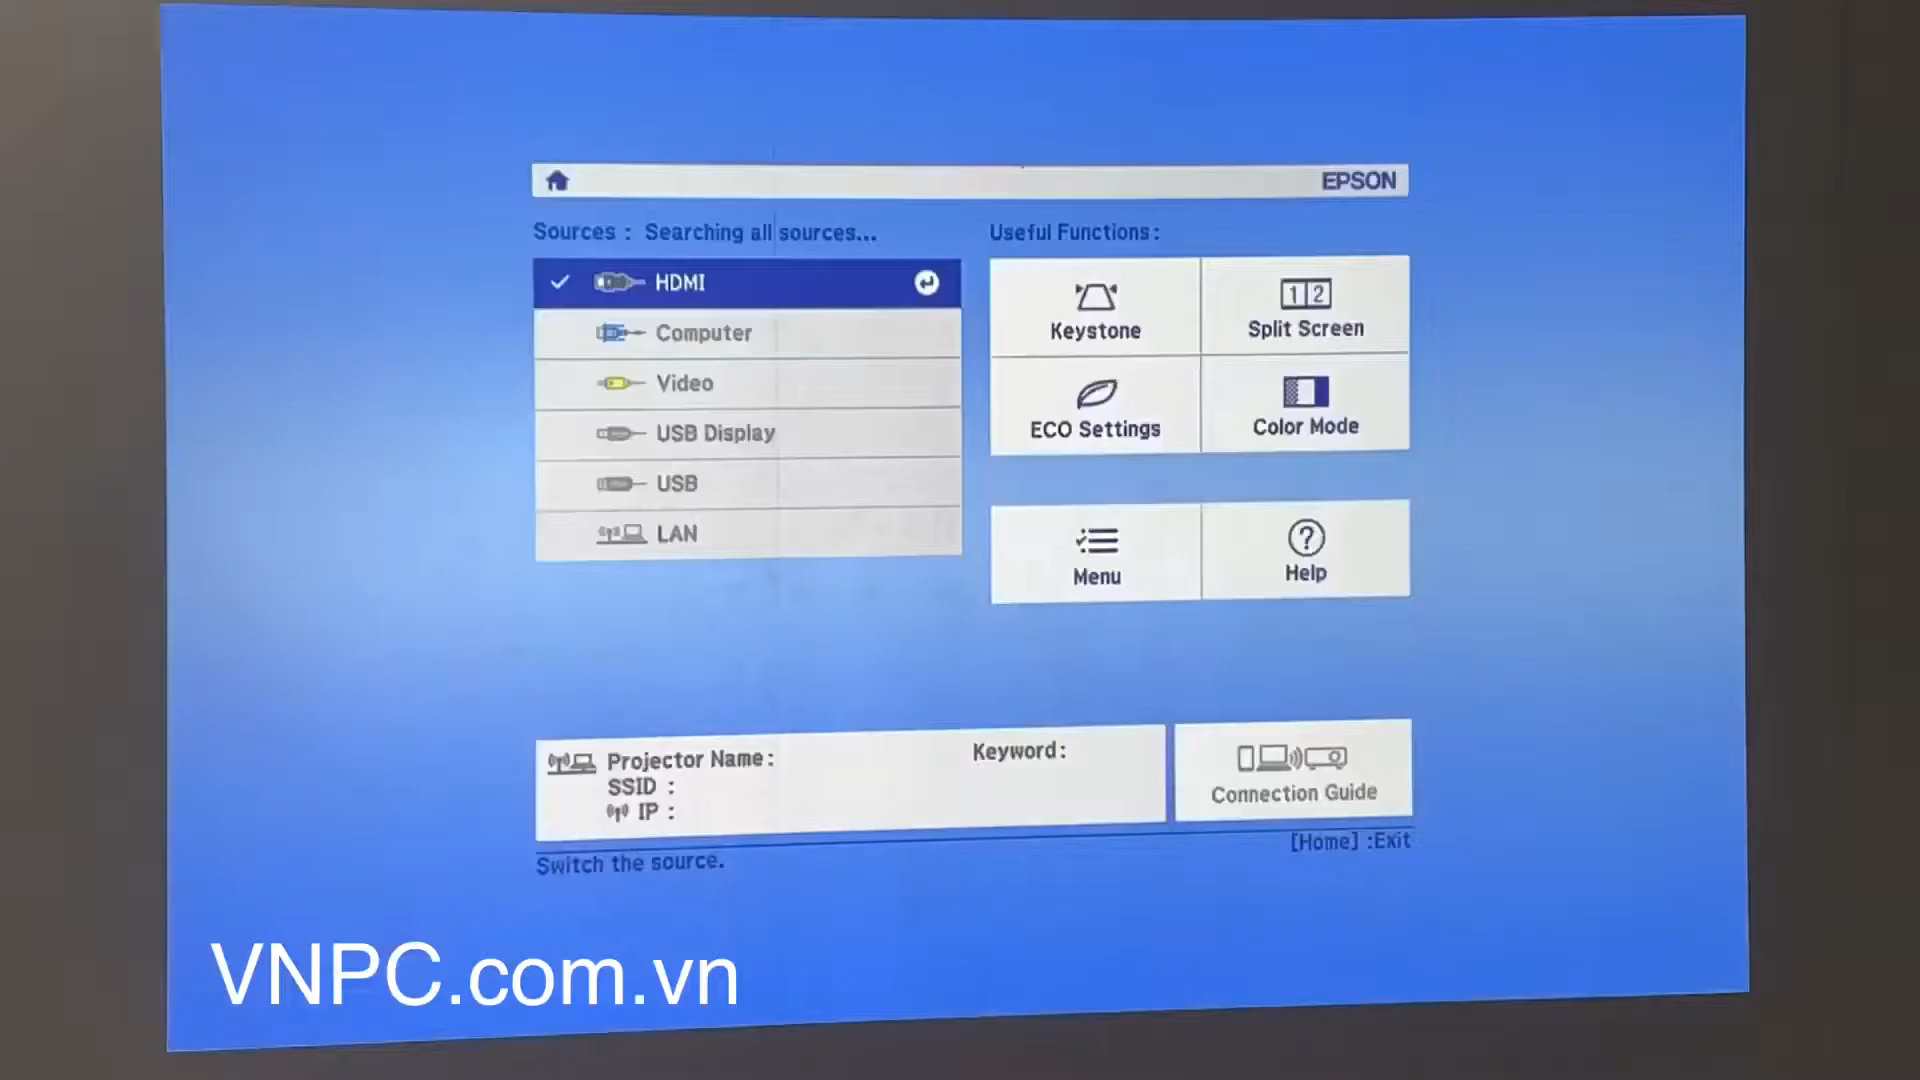 EPSON
Sources : Searching all sources...
HDMI
Computer
Video
USB Display
USB
LAN
Useful Functions:
Keystone
Split Screen
1 2
ECO Settings
Color Mode
Menu
Help
Projector Name:
Keyword:
SSID :
IP :
Connection Guide
[Home] :Exit
Switch the source.
VNPC.com.vn